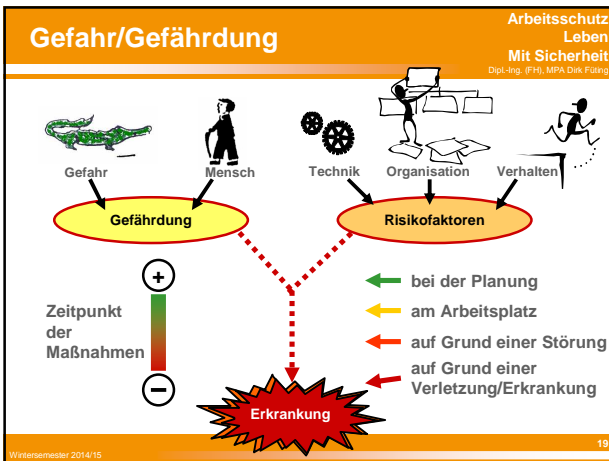 Gefahr/Gefährdung
Arbeitsschutz
Leben
Mit Sicherheit
Dipl.-Ing. (FH), MPA Dirk Füting
Gefahr
Mensch
Technik
Organisation
Verhalten
Gefährdung
Risikofaktoren
+
Zeitpunkt
der
Maßnahmen
−
bei der Planung
am Arbeitsplatz
auf Grund einer Störung
auf Grund einer
Verletzung/Erkrankung
Erkrankung
Wintersemester 2014/15
19